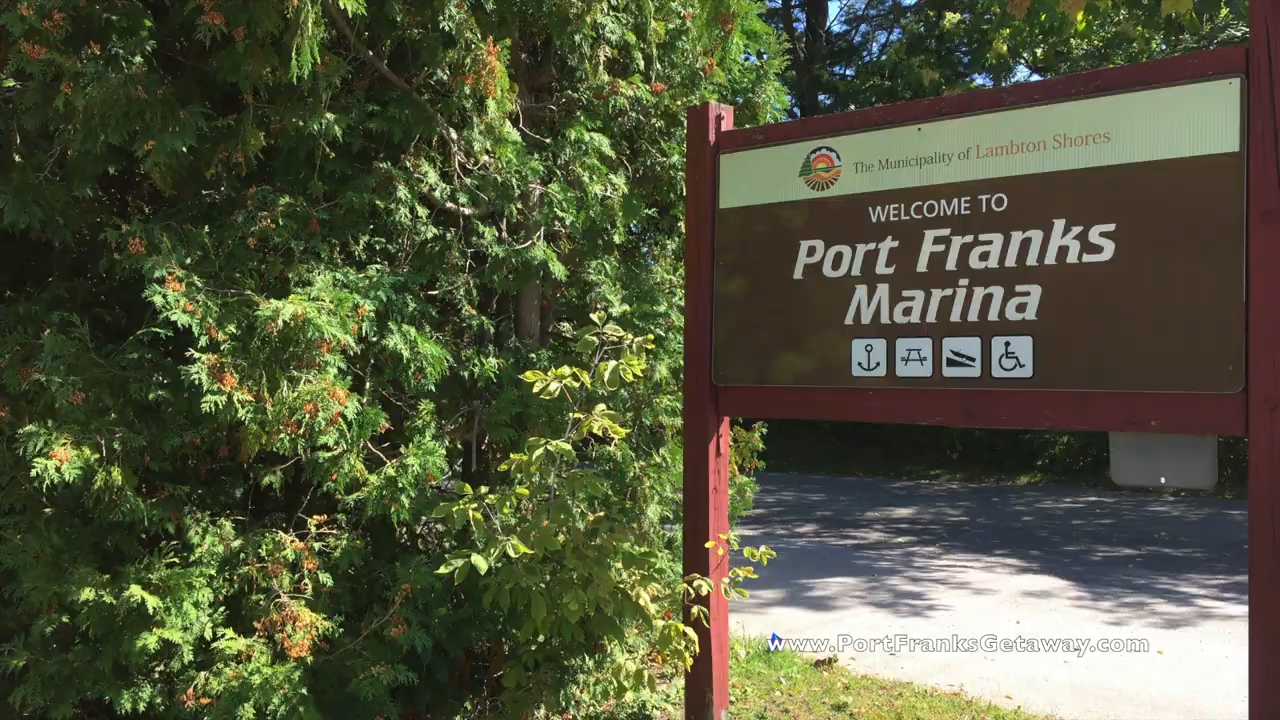 The Municipality of Lambton Shores
WELCOME TO
Port Franks
Marina
www.PortFranksGetaway.com